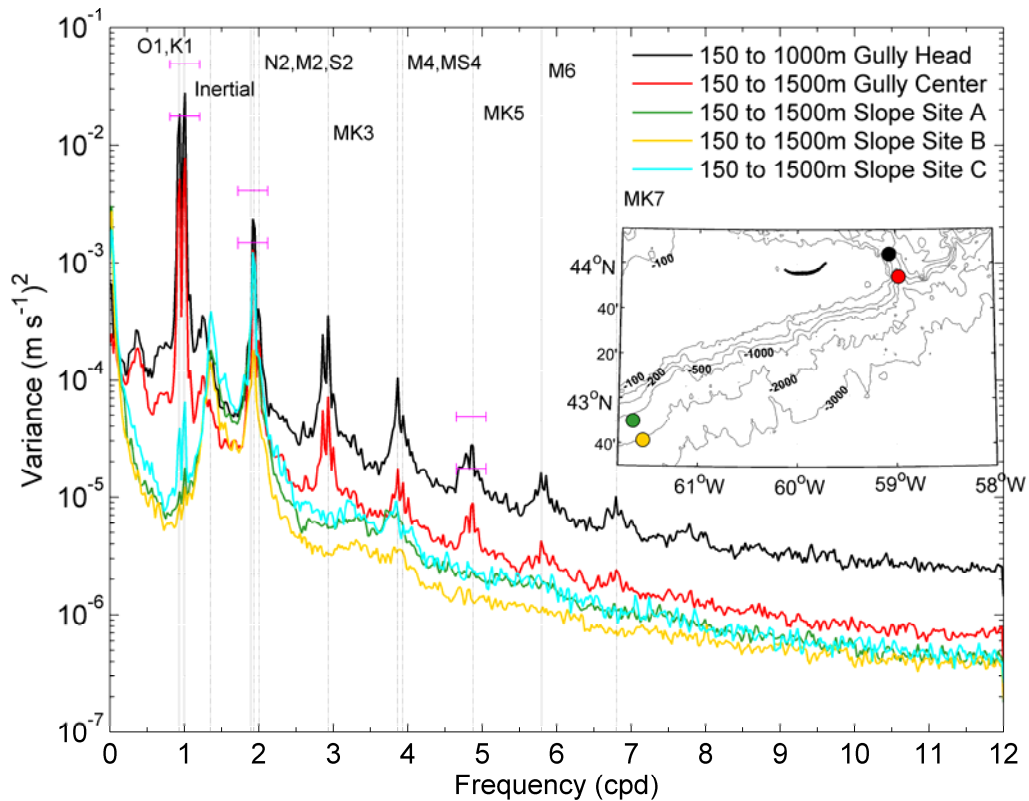 10^-1
10^-2
10^-3
10^-4
10^-5
10^-6
10^-7
Variance (m s^-1)^2
O1,K1
Inertial
N2,M2,S2
MK3
M4,MS4
MK5
M6
MK7
150 to 1000m Gully Head
150 to 1500m Gully Center
150 to 1500m Slope Site A
150 to 1500m Slope Site B
150 to 1500m Slope Site C
44°N
40'
20'
43°N
40'
-100
-100
-200
-500
-1000
-2000
-3000
61°W
60°W
59°W
58°W
0 1 2 3 4 5 6 7 8 9 10 11 12
Frequency (cpd)